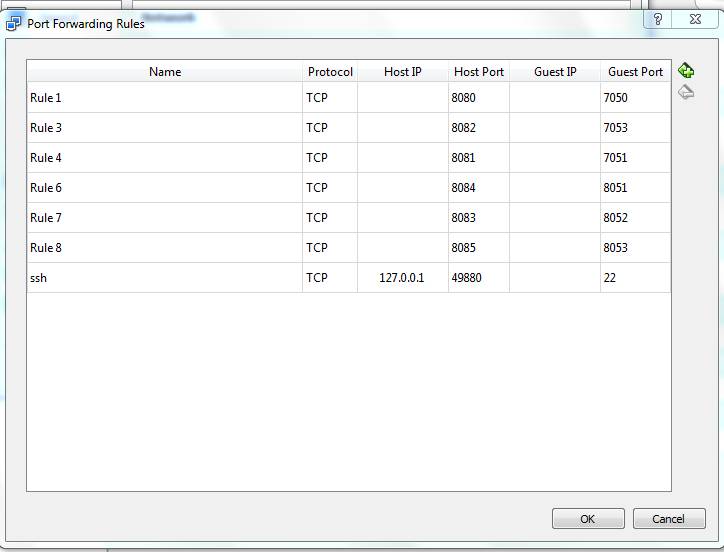 Port Forwarding Rules
?
Name Protocol Host IP Host Port Guest IP Guest Port
Rule 1 TCP 8080 7050
Rule 3 TCP 8082 7053
Rule 4 TCP 8081 7051
Rule 6 TCP 8084 8051
Rule 7 TCP 8083 8052
Rule 8 TCP 8085 8053
ssh TCP 127.0.0.1 49880 22
OK Cancel